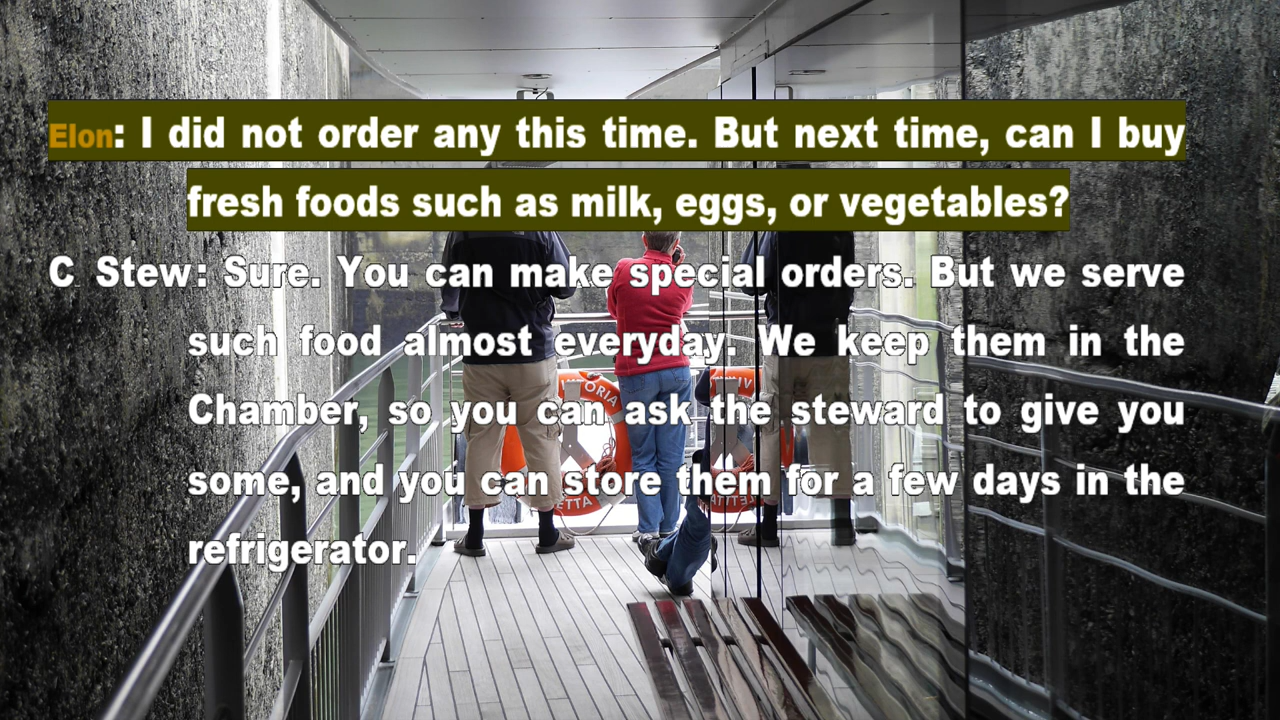 Elon: I did not order any this time. But next time, can I buy
fresh foods such as milk, eggs, or vegetables?
C Stew: Sure. You can make special orders. But we serve
such food almost everyday. We keep them in the
Chamber, so you can ask the steward to give you
some, and you can store them for a few days in the
refrigerator.